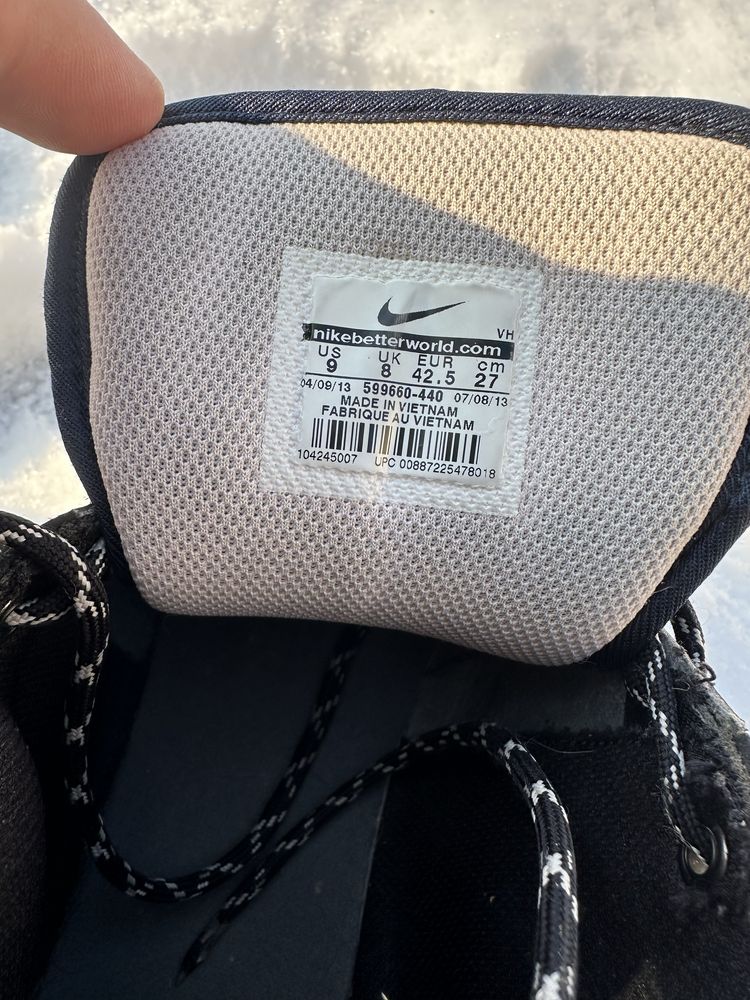 VH
nikebetterworld.com
US UK EUR cm
9 8 42.5 27
04/09/13 599660-440 07/08/13
MADE IN VIETNAM
FABRIQUE AU VIETNAM
104245007 UPC 00887225478018